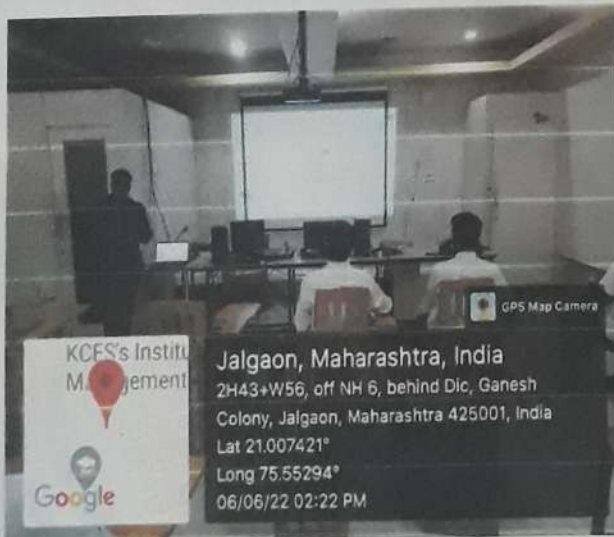 GPS Map Camera
KCES's Institu
M gement
Google
Jalgaon, Maharashtra, India
2H43+W56, off NH 6, behind Dic, Ganesh
Colony, Jalgaon, Maharashtra 425001, India
Lat 21.007421°
Long 75.55294°
06/06/22 02:22 PM